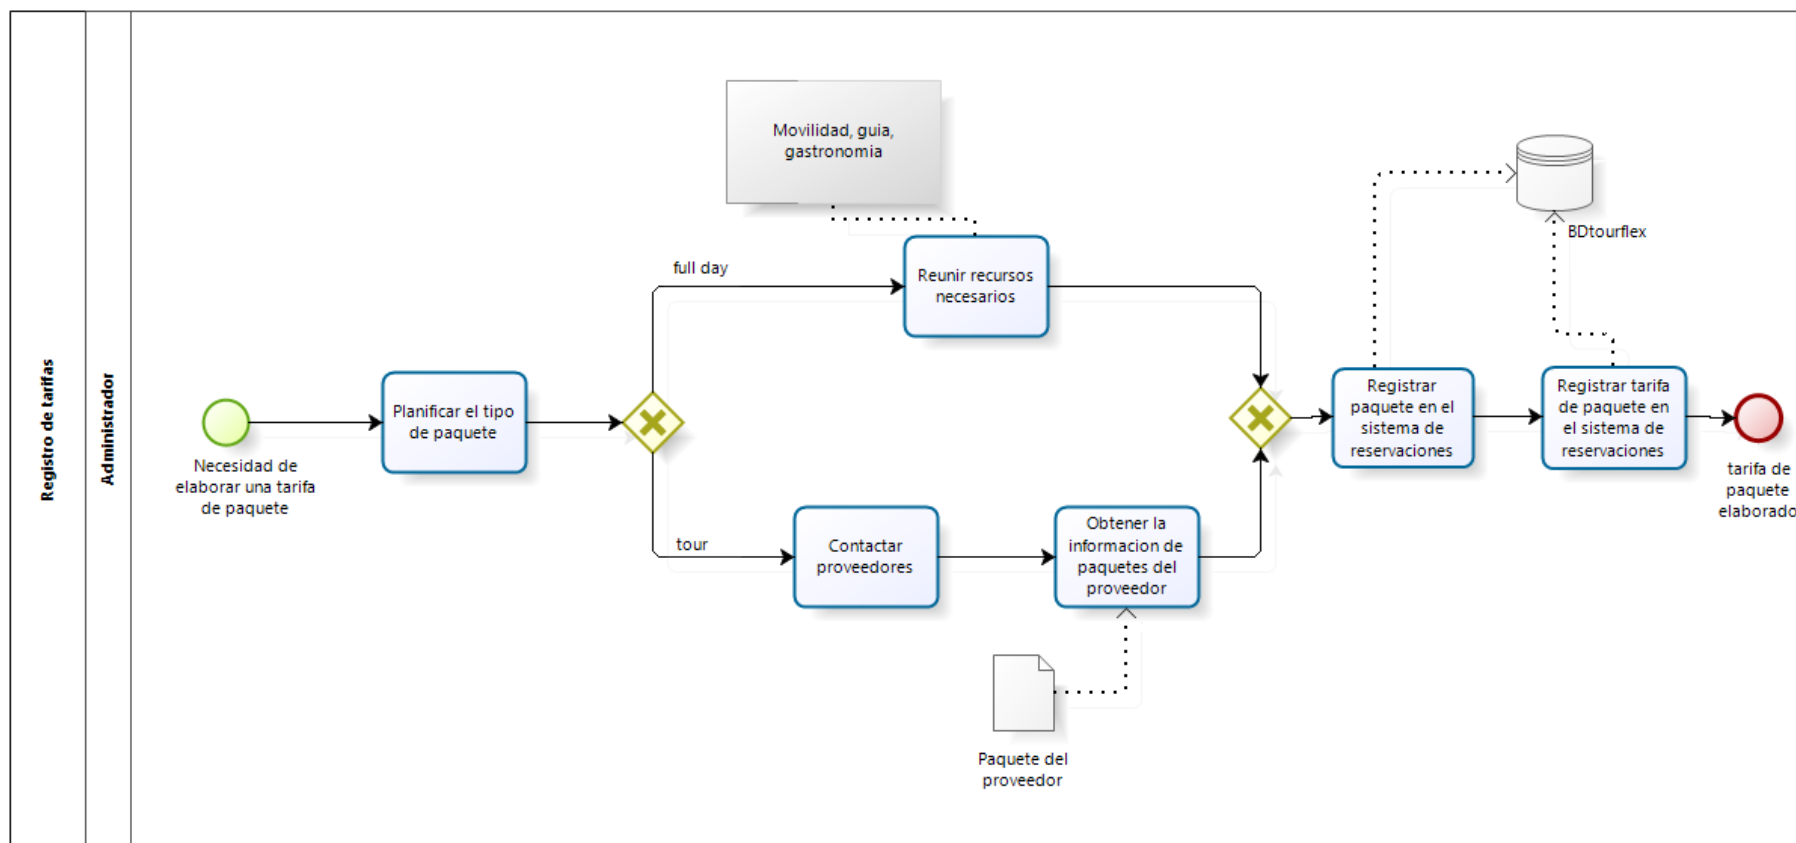 Registro de tarifas
Administrador
Necesidad de
elaborar una tarifa
de paquete
Planificar el tipo
de paquete
full day
tour
Movilidad, guia,
gastronomia
Reunir recursos
necesarios
Contactar
proveedores
Obtener la
informacion de
paquetes del
proveedor
Paquete del
proveedor
Registrar
paquete en el
sistema de
reservaciones
BDtourflex
Registrar tarifa
de paquete en
el sistema de
reservaciones
tarifa de
paquete
elaborado